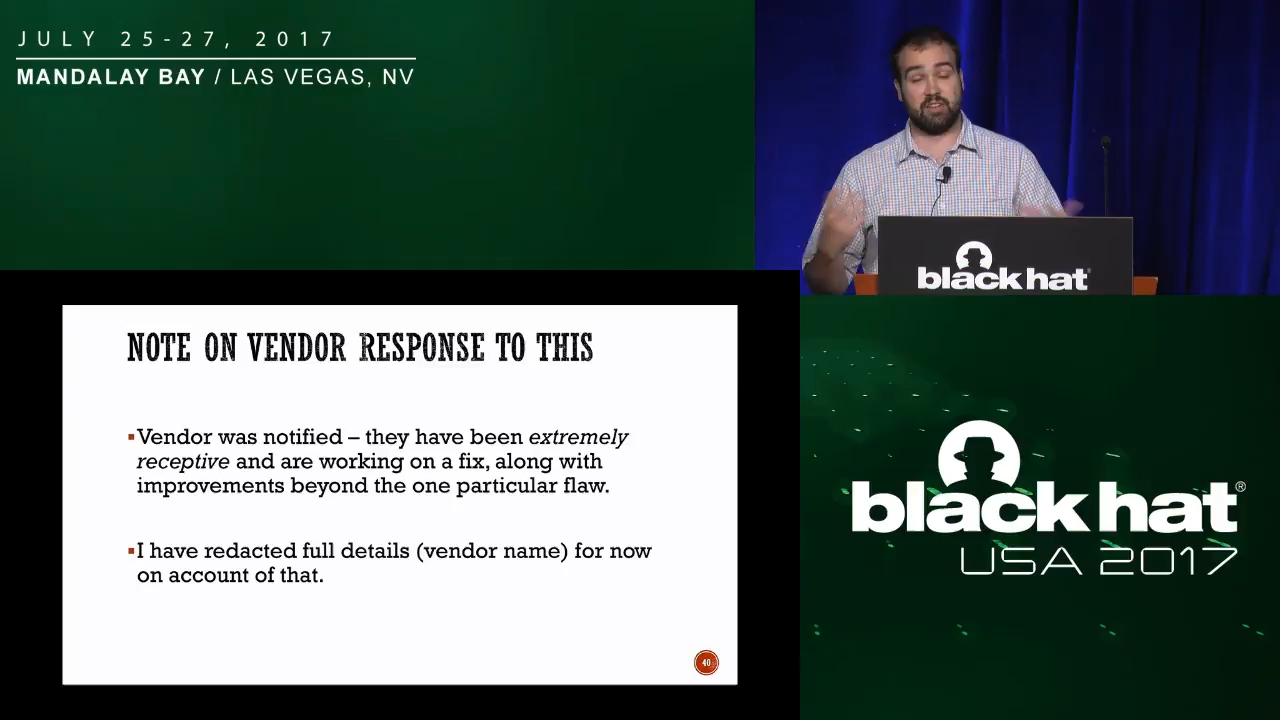 JULY 25-27, 2017
MANDALAY BAY / LAS VEGAS, NV
black hat
NOTE ON VENDOR RESPONSE TO THIS
▪Vendor was notified – they have been extremely
receptive and are working on a fix, along with
improvements beyond the one particular flaw.
▪I have redacted full details (vendor name) for now
on account of that.
40
black hat®
USA 2017